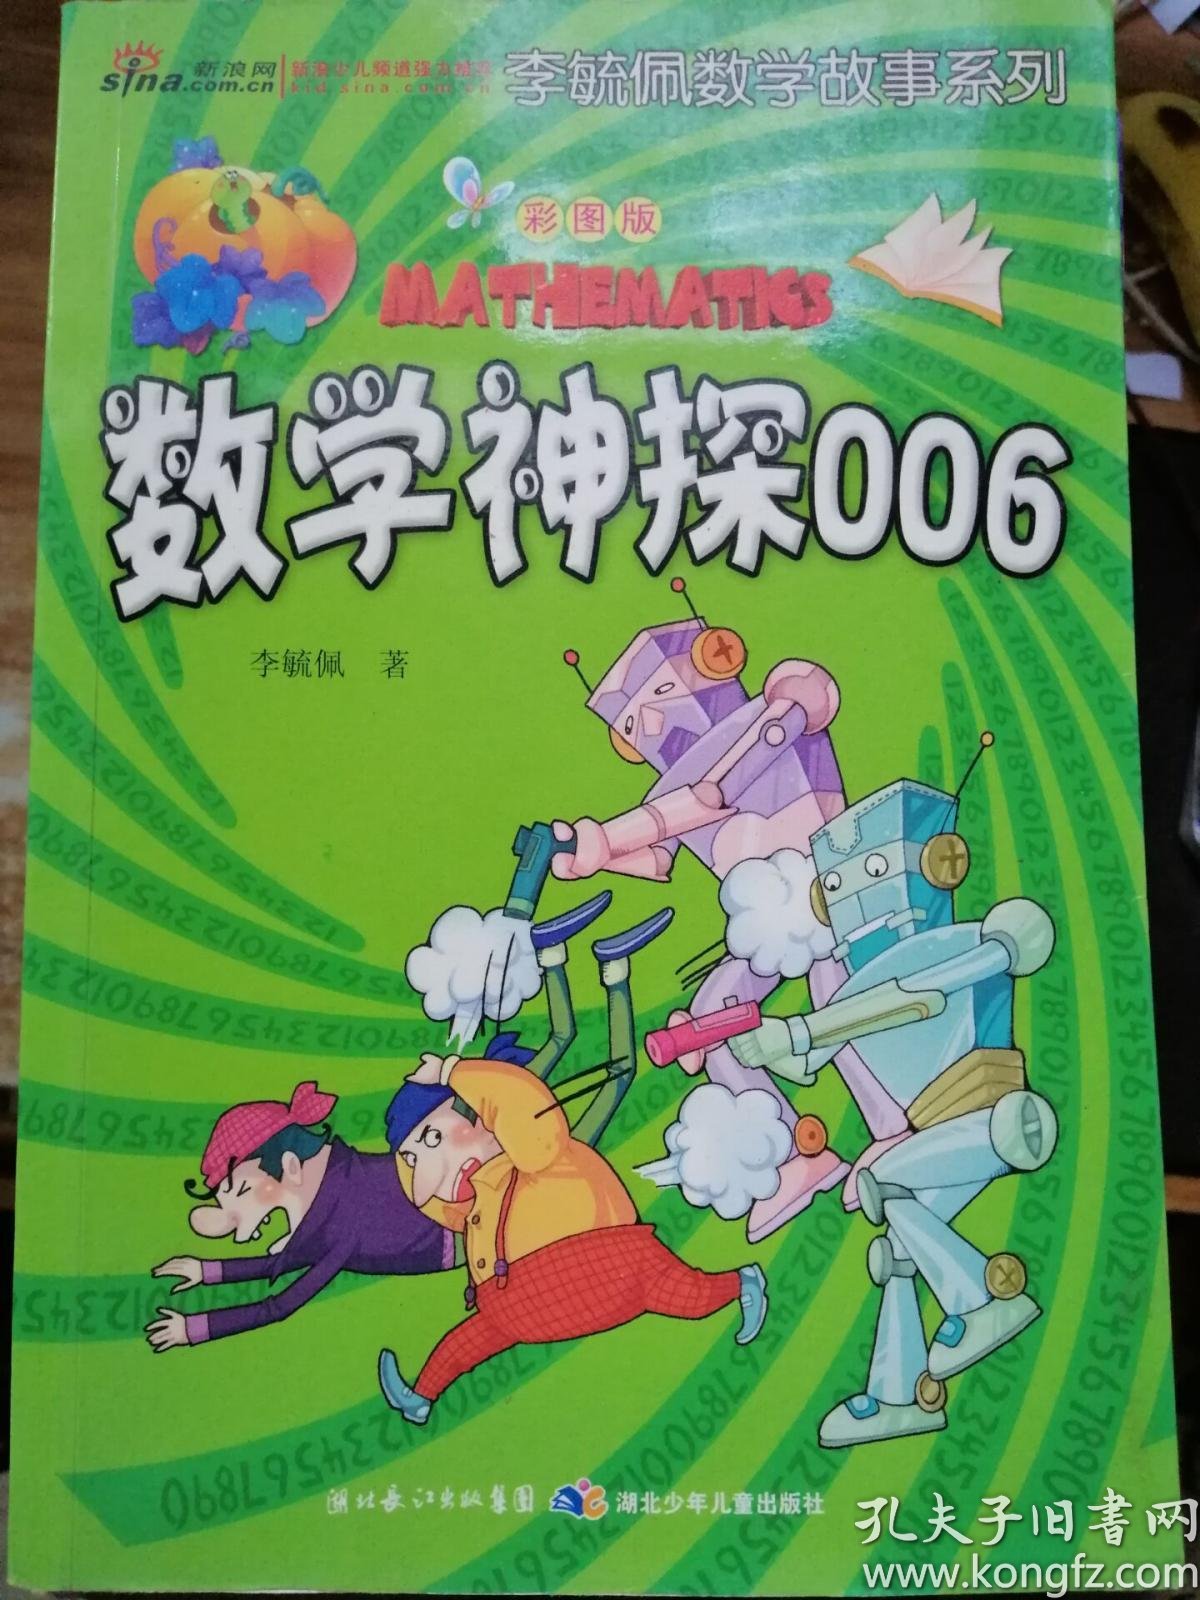 sina 新浪网
.com.cn
新浪少儿频道强力推荐
kid.sina.com.cn
李毓佩数学故事系列
彩图版
MATHEMATICS
数学神探006
李毓佩 著
湖北长江出版集团
湖北少年儿童出版社
孔夫子旧书网
www.kongfz.com